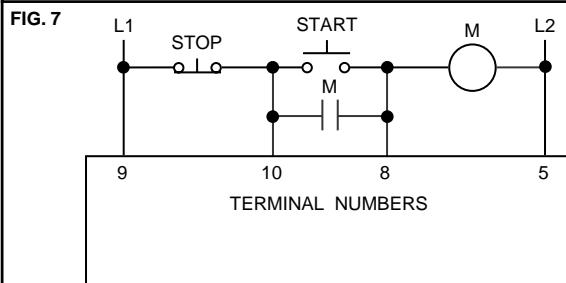 FIG. 7
L1 STOP START M L2
M
9 10 8 5
TERMINAL NUMBERS